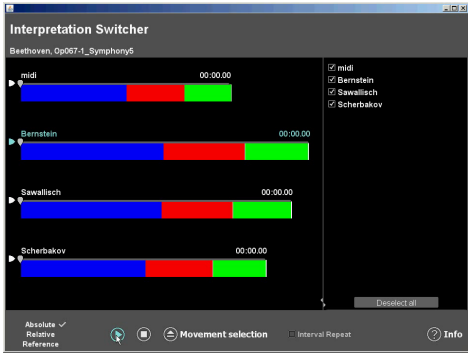 Interpretation Switcher
Beethoven, Op067-1_Symphony5
midi 00:00.00
Bernstein 00:00.00
Sawallisch 00:00.00
Scherbakov 00:00.00
midi
Bernstein
Sawallisch
Scherbakov
Deselect all
Absolute
Relative
Reference
Movement selection
Interval Repeat
? Info